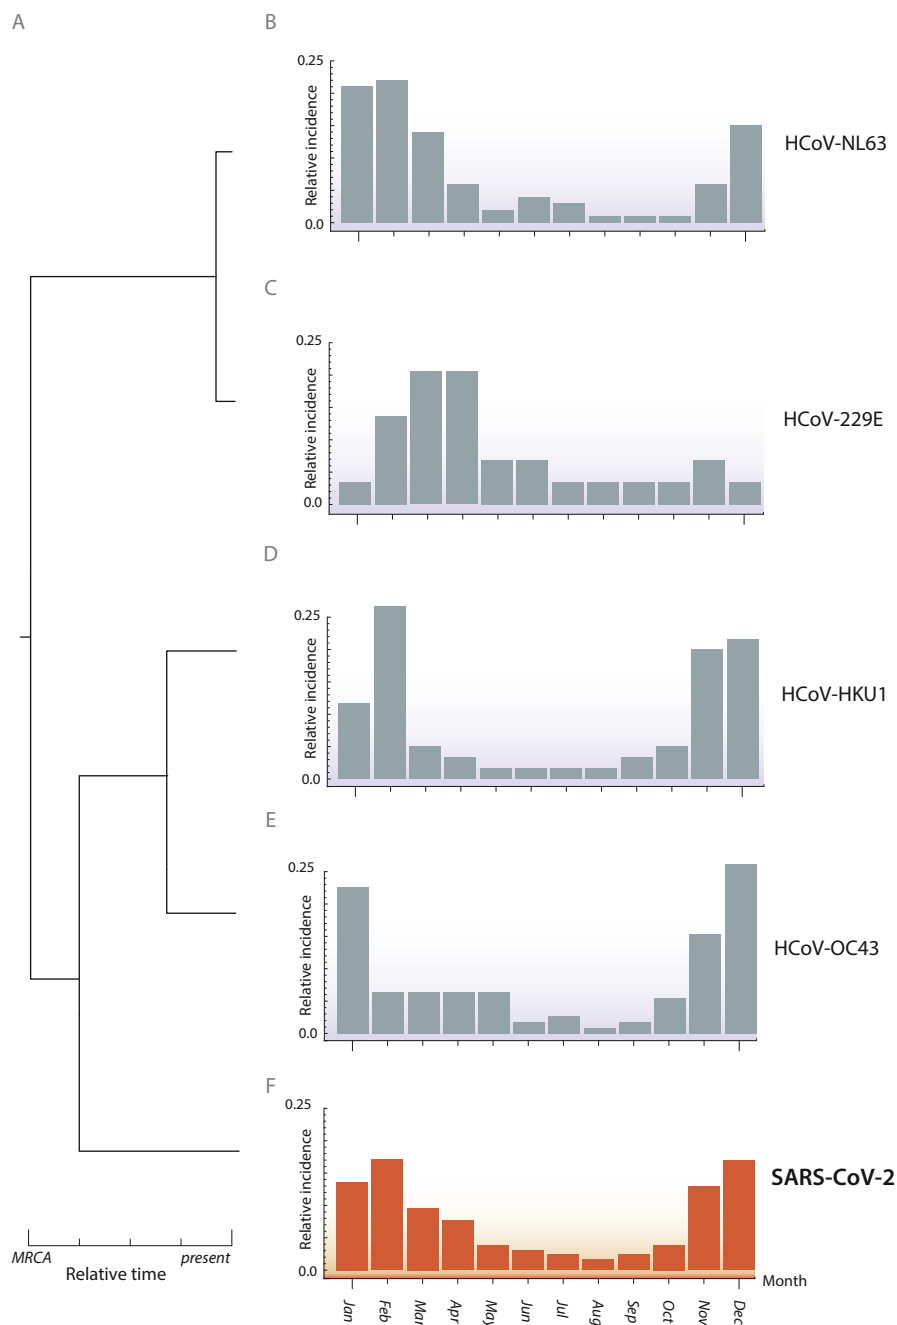 A
B
0.25
Relative incidence
0.0
HCoV-NL63
C
0.25
Relative incidence
0.0
HCoV-229E
D
0.25
Relative incidence
0.0
HCoV-HKU1
E
0.25
Relative incidence
0.0
HCoV-OC43
F
0.25
Relative incidence
0.0
SARS-CoV-2
Month
Jan Feb Mar Apr May Jun Jul Aug Sep Oct Nov Dec
MRCA present
Relative time